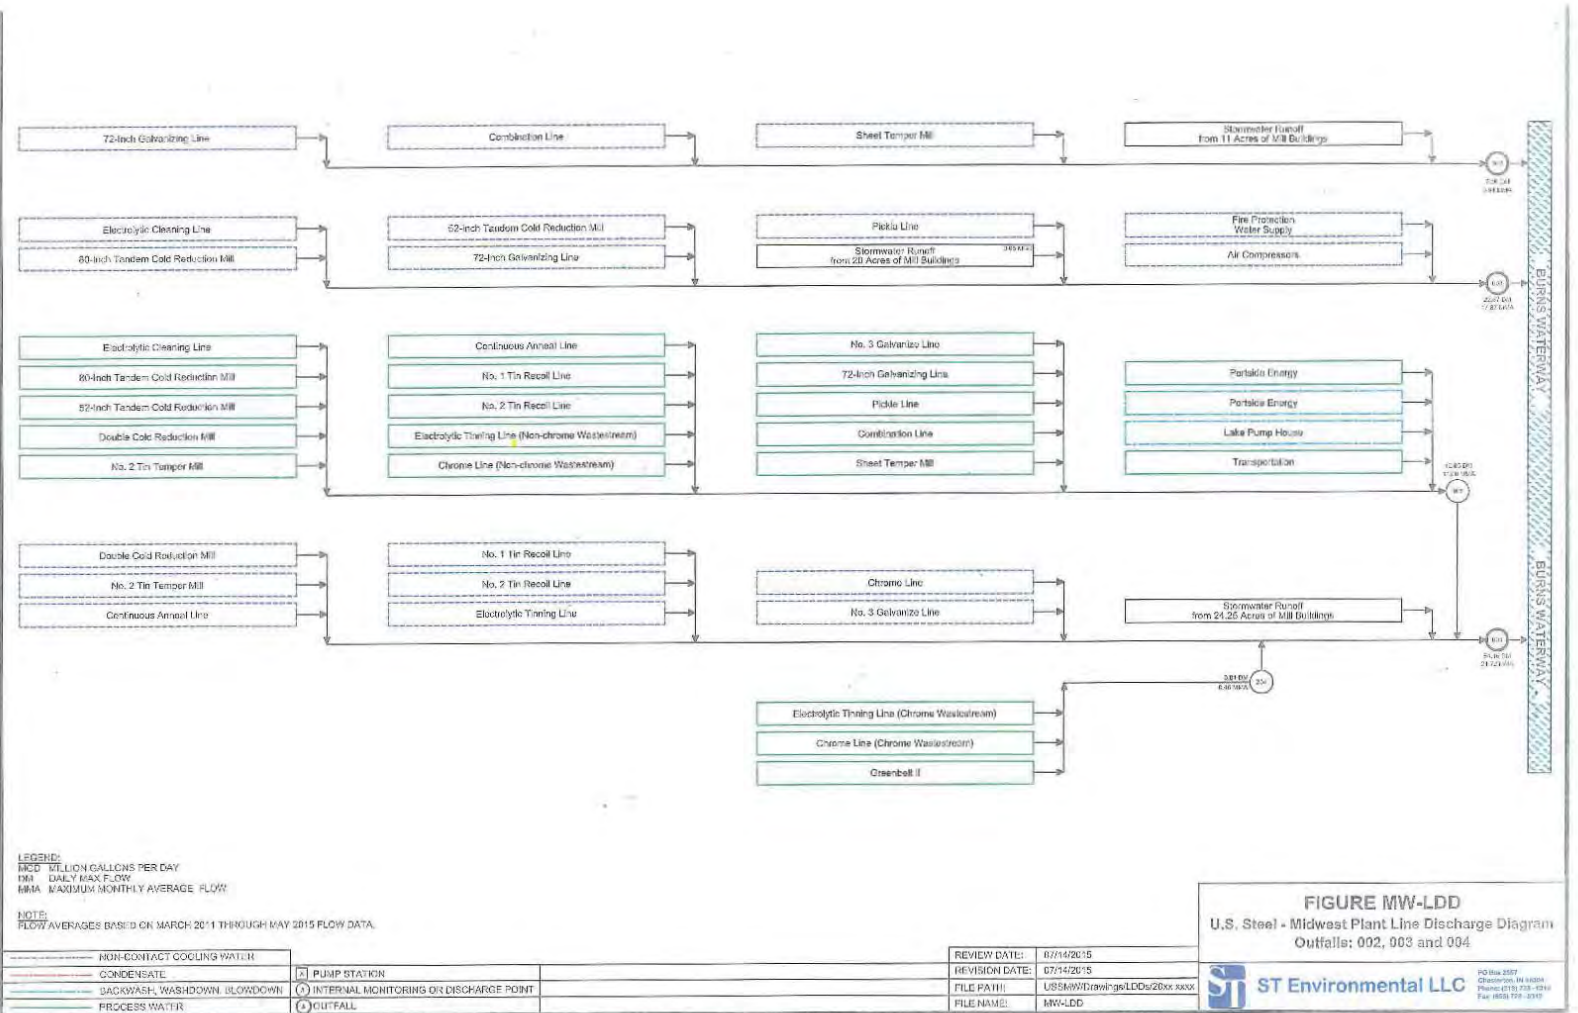 72-Inch Galvanizing Line
Combination Line
Sheet Temper Mill
Stormwater Runoff
from 11 Acres of Mill Buildings
Electrolytic Cleaning Line
52-Inch Tandem Cold Reduction Mill
Pickle Line
Fire Protection
Water Supply
80-Inch Tandem Cold Reduction Mill
72-Inch Galvanizing Line
Stormwater Runoff
from 20 Acres of Mill Buildings
Air Compressors
BURNS WATERWAY
Electrolytic Cleaning Line
Continuous Anneal Line
No. 3 Galvanize Line
80-Inch Tandem Cold Reduction Mill
No. 1 Tin Recoil Line
72-Inch Galvanizing Line
Portside Energy
52-Inch Tandem Cold Reduction Mill
No. 2 Tin Recoil Line
Pickle Line
Portside Energy
Double Cold Reduction Mill
Electrolytic Tinning Line (Non-chrome Wastestream)
Combination Line
Lake Pump House
No. 2 Tin Temper Mill
Chrome Line (Non-chrome Wastestream)
Sheet Temper Mill
Transportation
Double Cold Reduction Mill
No. 1 Tin Recoil Line
No. 2 Tin Temper Mill
No. 2 Tin Recoil Line
Chrome Line
Continuous Anneal Line
Electrolytic Tinning Line
No. 3 Galvanize Line
Stormwater Runoff
from 24.25 Acres of Mill Buildings
BURNS WATERWAY
Electrolytic Tinning Line (Chrome Wastestream)
Chrome Line (Chrome Wastestream)
Greenbelt II
LEGEND:
MGD MILLION GALLONS PER DAY
DM DAILY MAX FLOW
MMA MAXIMUM MONTHLY AVERAGE FLOW
NOTE:
FLOW AVERAGES BASED ON MARCH 2011 THROUGH MAY 2015 FLOW DATA.
NON-CONTACT COOLING WATER
CONDENSATE
BACKWASH, WASHDOWN, BLOWDOWN
PROCESS WATER
PUMP STATION
INTERNAL MONITORING OR DISCHARGE POINT
OUTFALL
REVIEW DATE: 07/14/2015
REVISION DATE: 07/14/2015
FILE PATH: USSMW/Drawings/LDDs/20xx xxxx
FILE NAME: MW-LDD
FIGURE MW-LDD
U.S. Steel - Midwest Plant Line Discharge Diagram
Outfalls: 002, 003 and 004
ST Environmental LLC